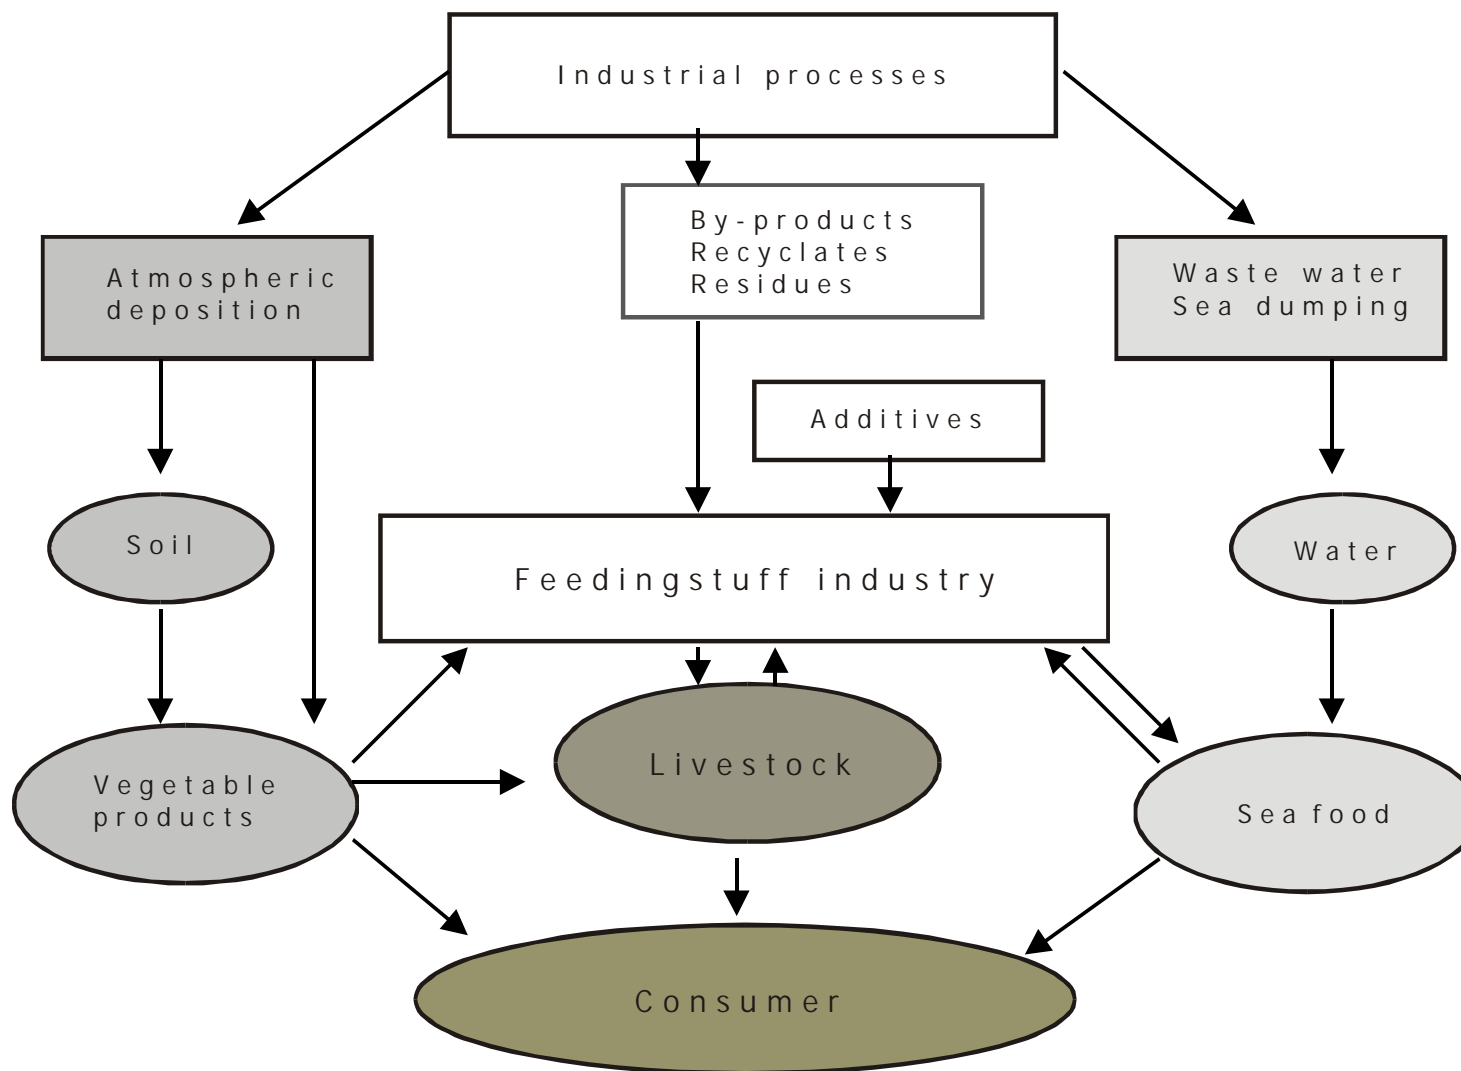 Industrial processes
By-products
Recyclates
Residues
Atmospheric
deposition
Waste water
Sea dumping
Additives
Soil
Water
Feedingstuff industry
Livestock
Vegetable
products
Sea food
Consumer